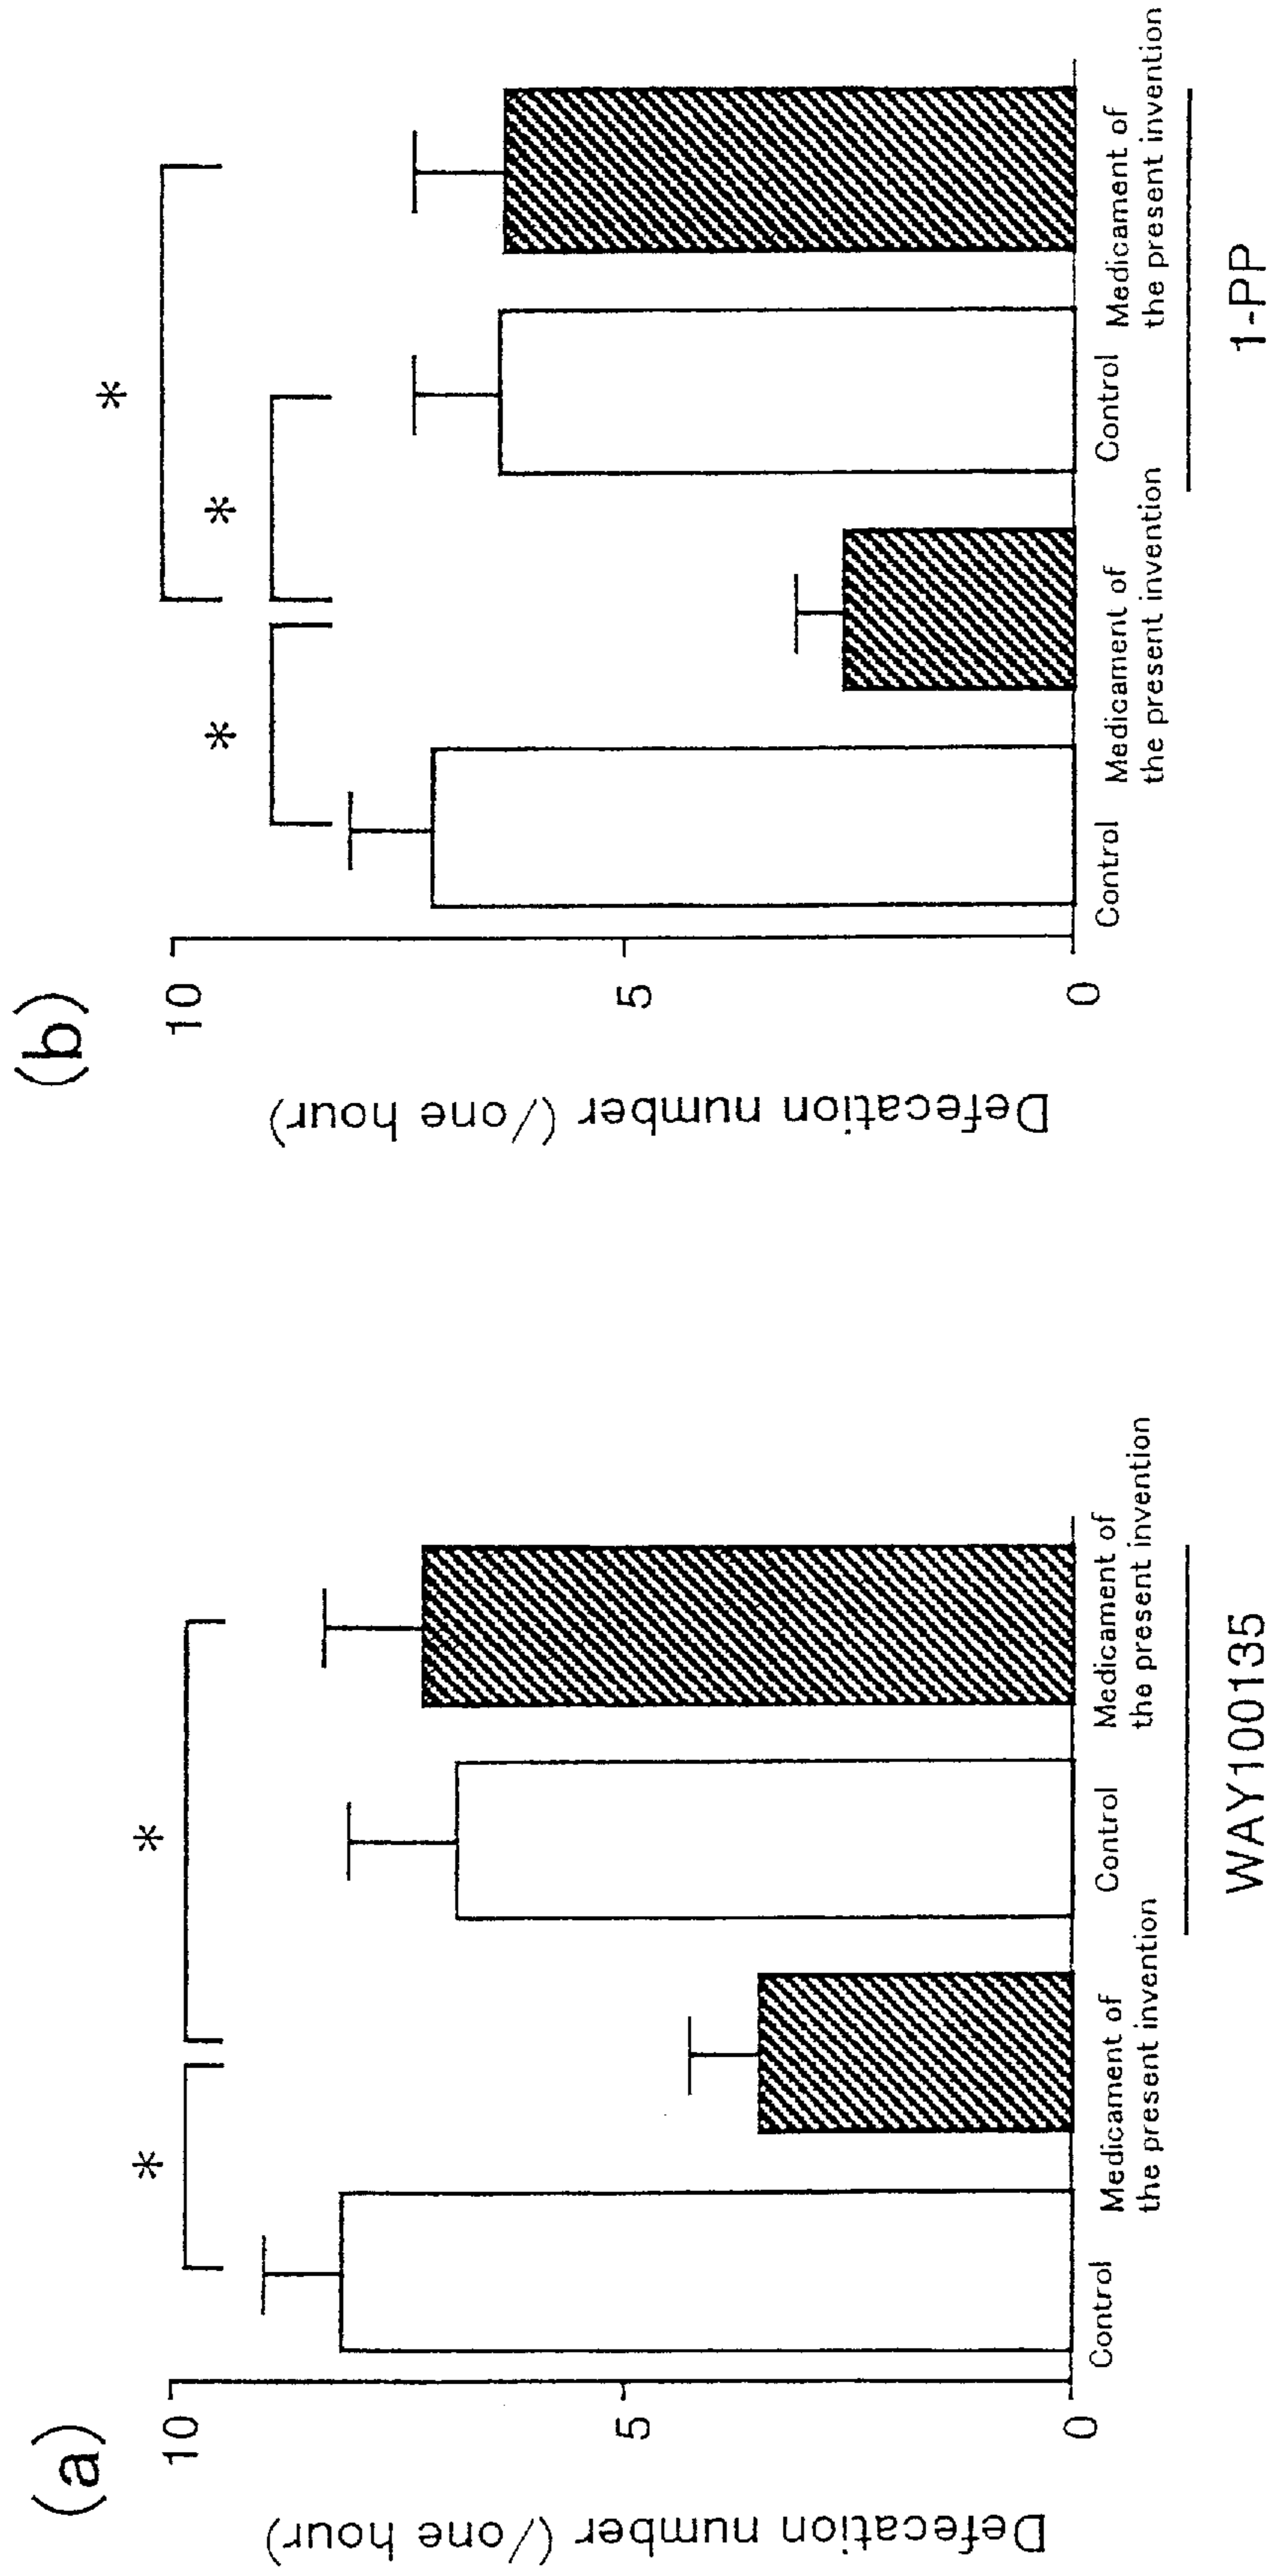 (a)
Defecation number (/one hour)
10
5
0
*
*
Control
Medicament of
the present invention
Control
Medicament of
the present invention
WAY100135
(b)
Defecation number (/one hour)
10
5
0
*
*
*
Control
Medicament of
the present invention
Control
Medicament of
the present invention
1-PP